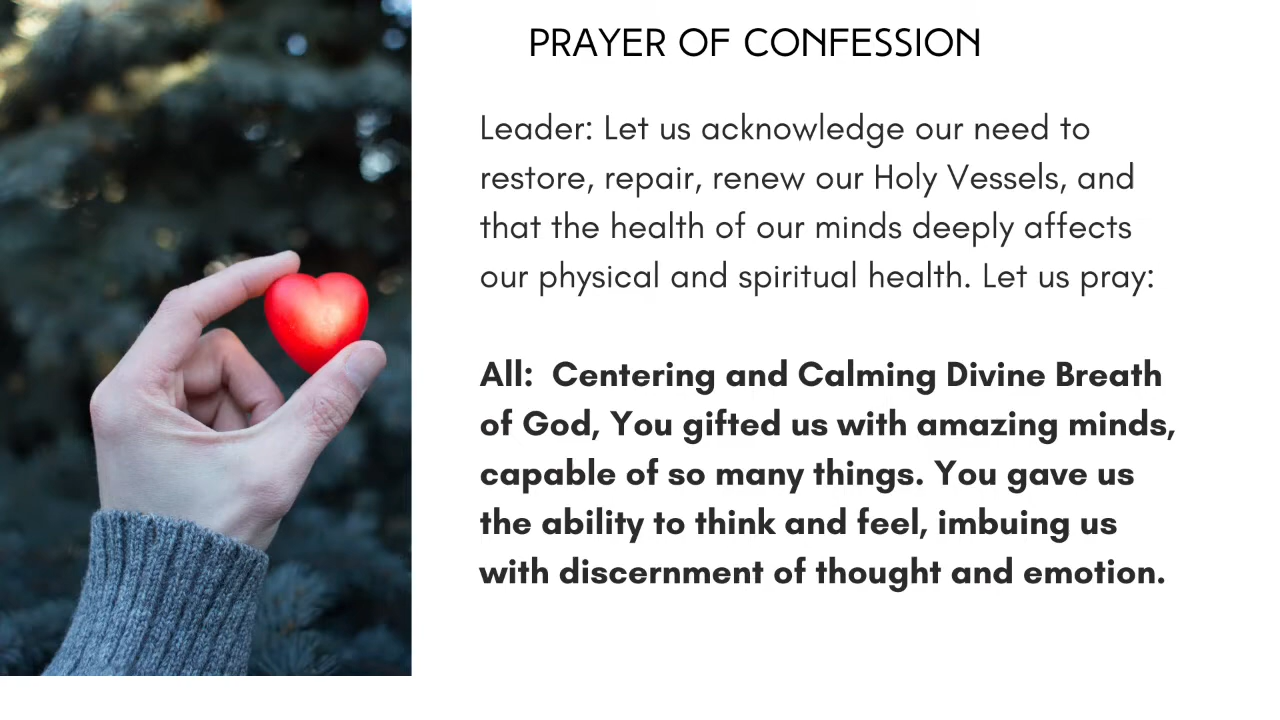 PRAYER OF CONFESSION
Leader: Let us acknowledge our need to
restore, repair, renew our Holy Vessels, and
that the health of our minds deeply affects
our physical and spiritual health. Let us pray:
All:  Centering and Calming Divine Breath
of God, You gifted us with amazing minds,
capable of so many things. You gave us
the ability to think and feel, imbuing us
with discernment of thought and emotion.